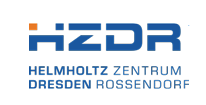 HZDR
HELMHOLTZ ZENTRUM
DRESDEN ROSSENDORF